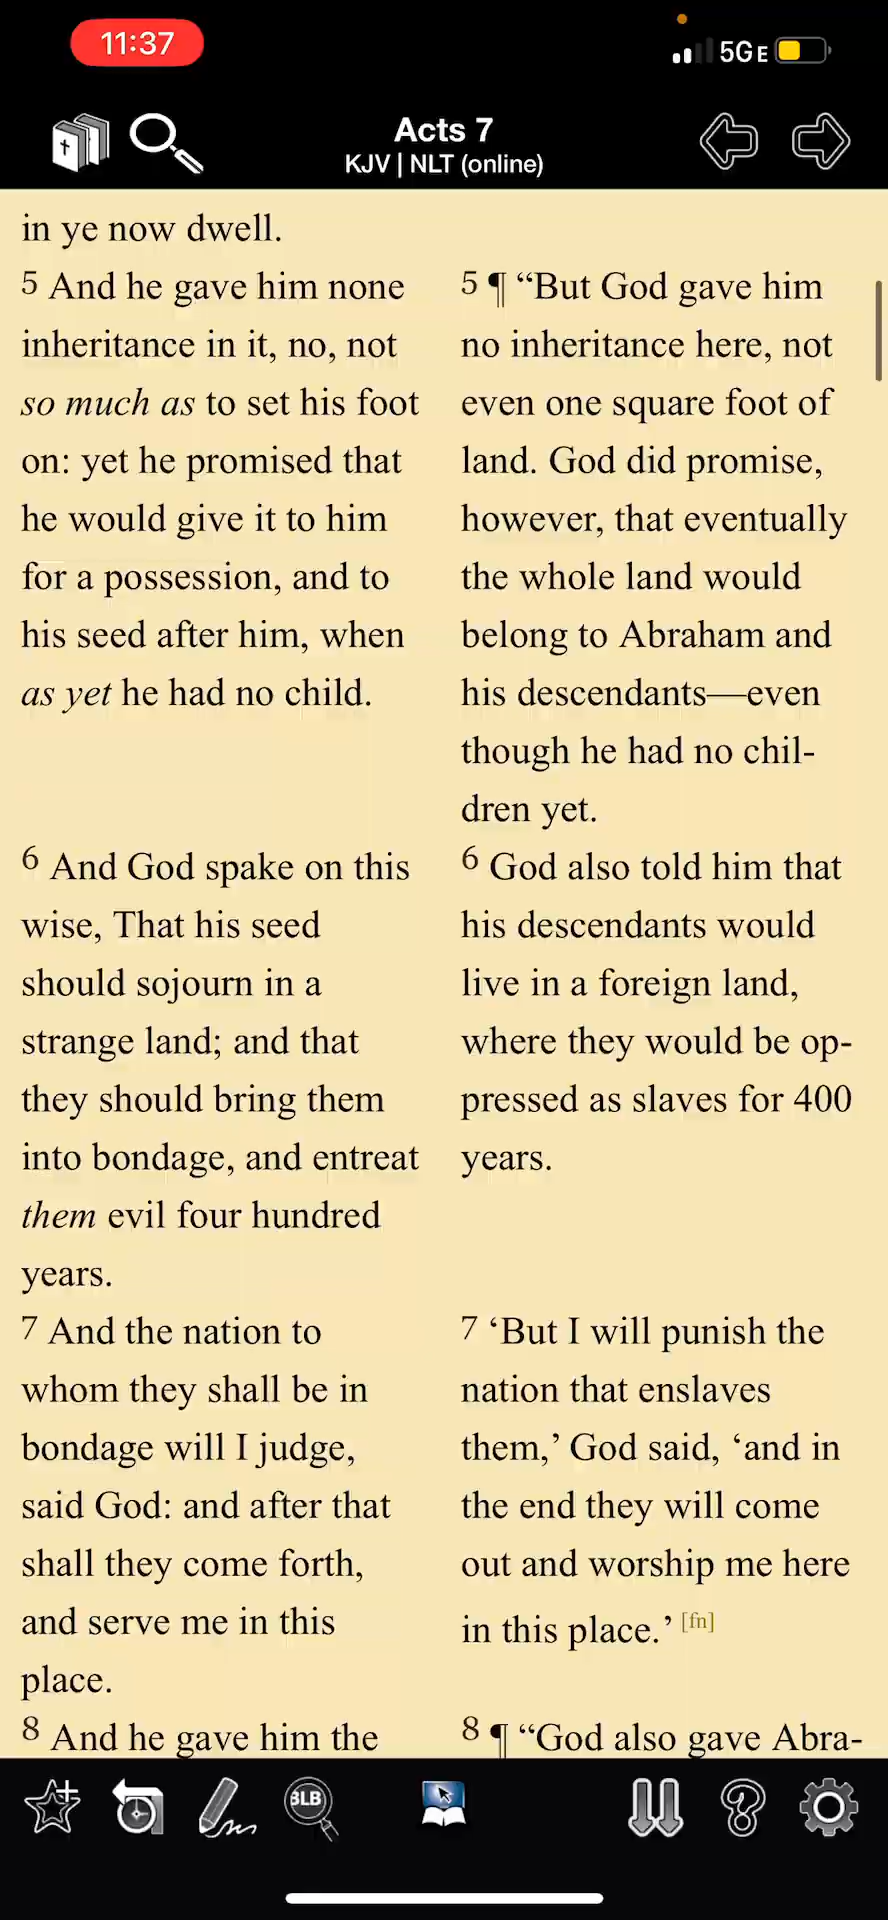 11:37
5GE
Acts 7
KJV | NLT (online)
in ye now dwell.
5 And he gave him none
inheritance in it, no, not
so much as to set his foot
on: yet he promised that
he would give it to him
for a possession, and to
his seed after him, when
as yet he had no child.
5 ¶ “But God gave him
no inheritance here, not
even one square foot of
land. God did promise,
however, that eventually
the whole land would
belong to Abraham and
his descendants—even
though he had no chil-
dren yet.
6 And God spake on this
wise, That his seed
should sojourn in a
strange land; and that
they should bring them
into bondage, and entreat
them evil four hundred
years.
6 God also told him that
his descendants would
live in a foreign land,
where they would be op-
pressed as slaves for 400
years.
7 And the nation to
whom they shall be in
bondage will I judge,
said God: and after that
shall they come forth,
and serve me in this
place.
7 ‘But I will punish the
nation that enslaves
them,’ God said, ‘and in
the end they will come
out and worship me here
in this place.’ [fn]
8 And he gave him the
8 ¶ “God also gave Abra-
BLB